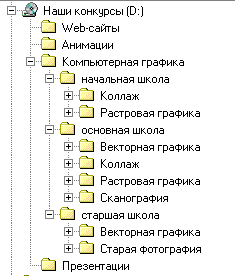 Наши конкурсы (D:)
Web-сайты
Анимации
Компьютерная графика
начальная школа
Коллаж
Растровая графика
основная школа
Векторная графика
Коллаж
Растровая графика
Сканография
старшая школа
Векторная графика
Старая фотография
Презентации